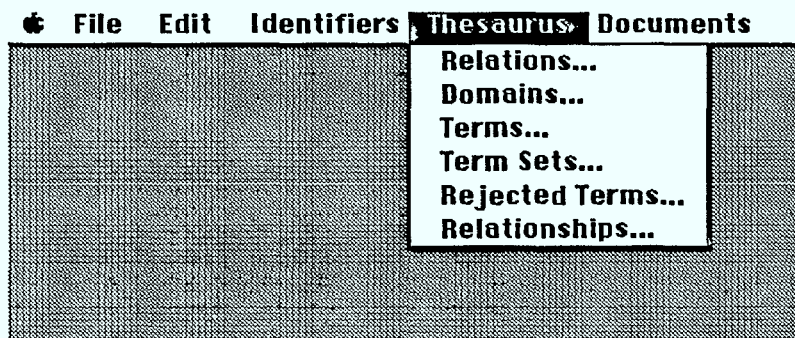 File Edit Identifiers Thesaurus Documents
Relations...
Domains...
Terms...
Term Sets...
Rejected Terms...
Relationships...